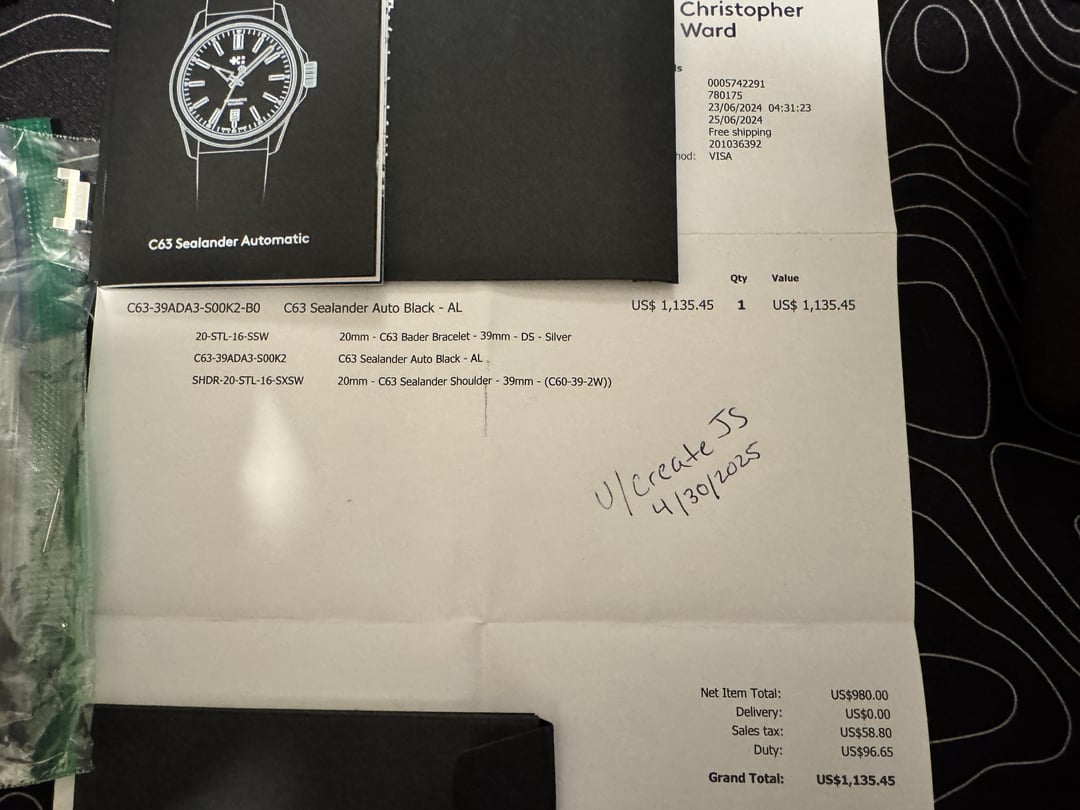 Christopher
Ward
ls
0005742291
780175
23/06/2024 04:31:23
25/06/2024
Free shipping
201036392
hod: VISA
C63 Sealander Automatic
Qty Value
C63-39ADA3-S00K2-B0 C63 Sealander Auto Black - AL US$ 1,135.45 1 US$ 1,135.45
20-STL-16-SSW 20mm - C63 Bader Bracelet - 39mm - DS - Silver
C63-39ADA3-S00K2 C63 Sealander Auto Black - AL
SHDR-20-STL-16-SXSW 20mm - C63 Sealander Shoulder - 39mm - (C60-39-2W))
u/createJS
4/30/2025
Net Item Total: US$980.00
Delivery: US$0.00
Sales tax: US$58.80
Duty: US$96.65
Grand Total: US$1,135.45